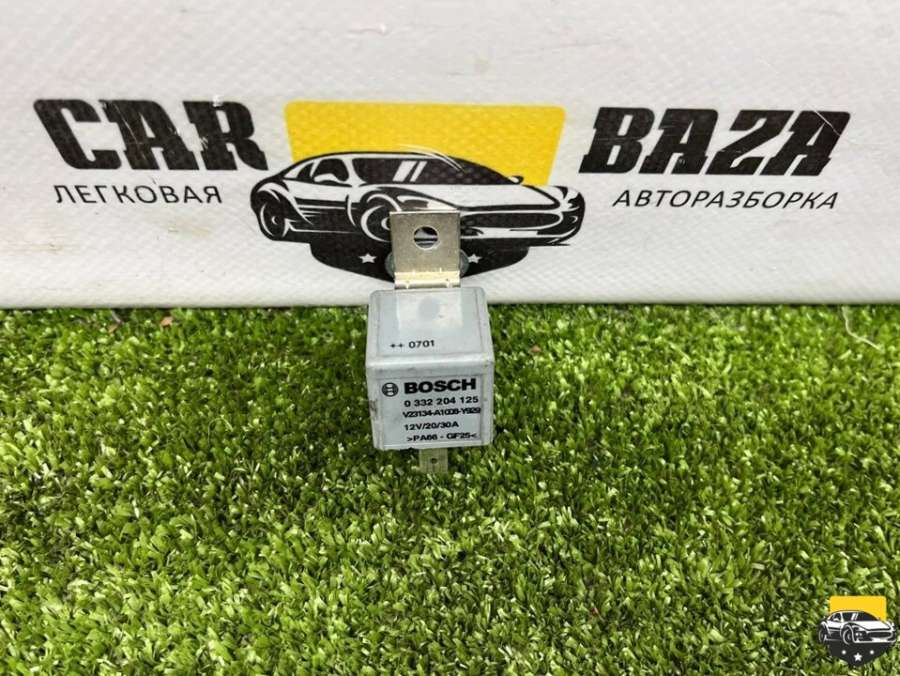 CAR BAZA
ЛЕГКОВАЯ АВТОРАЗБОРКА
++ 0701
BOSCH
0 332 204 125
V23134-A1008-Y929
12V/20/30A
>PA66 - GF25<